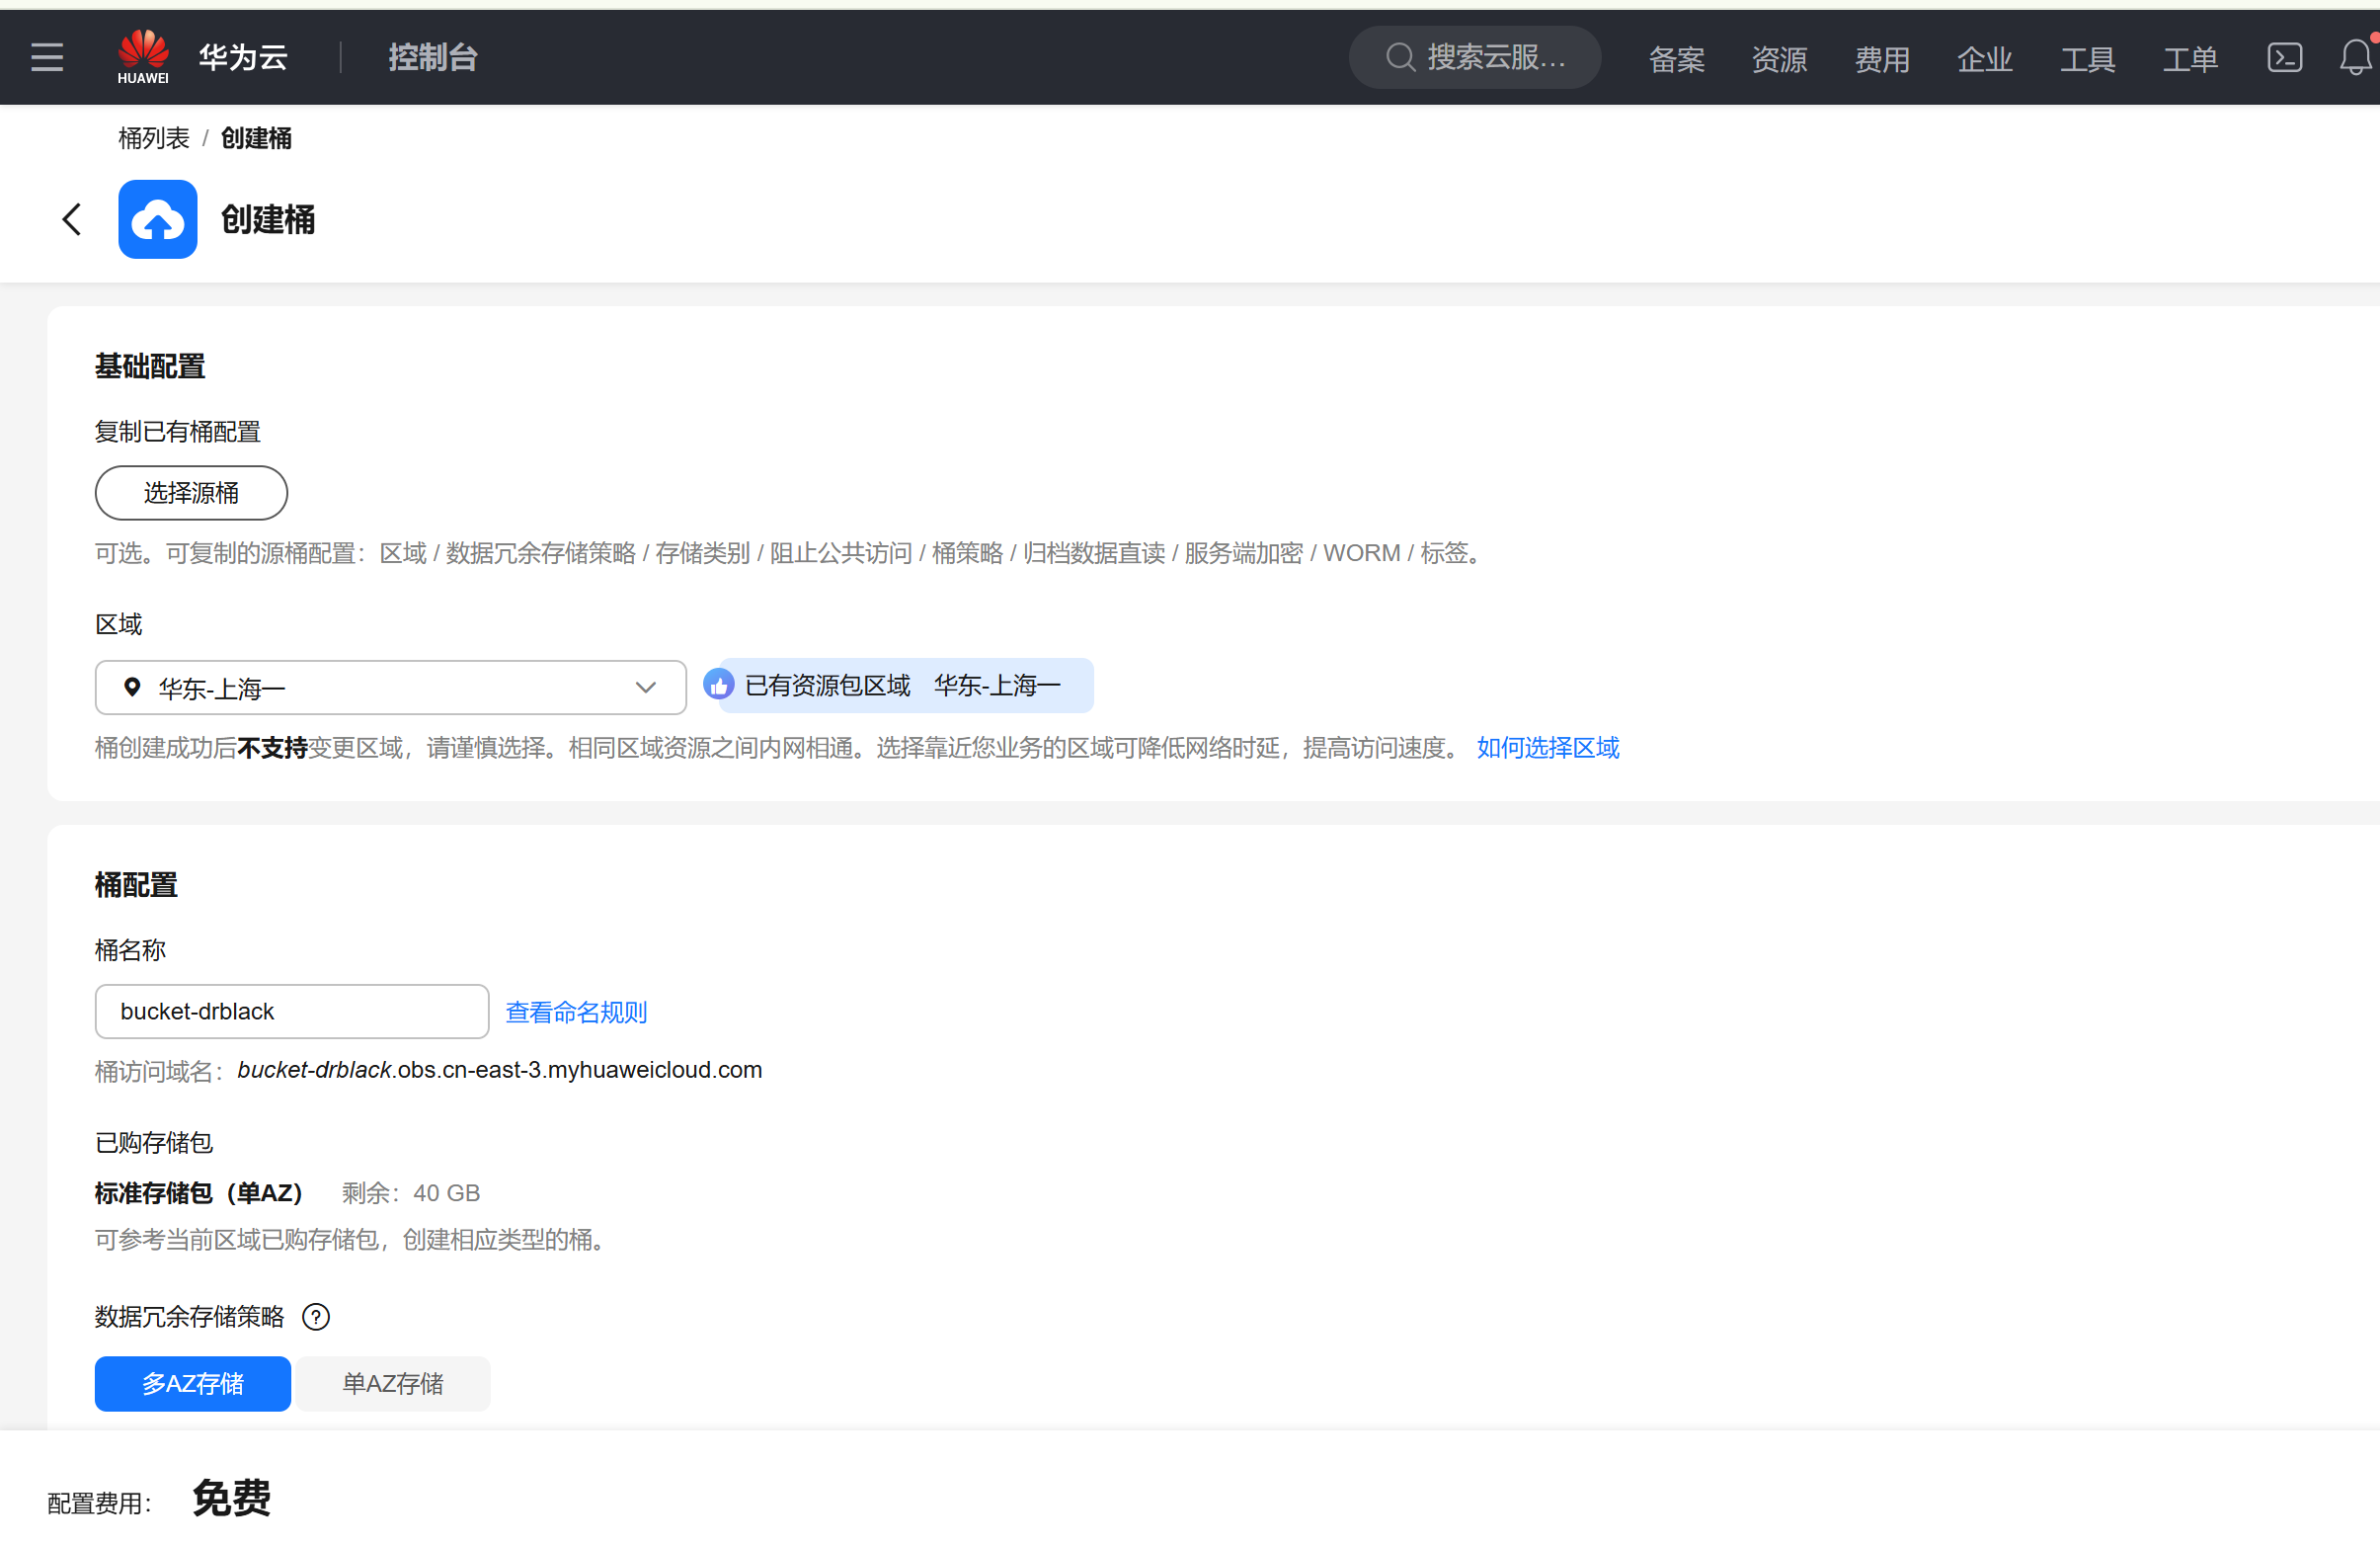 HUAWEI 华为云 控制台 搜索云服... 备案 资源 费用 企业 工具 工单
桶列表 / 创建桶
创建桶
基础配置
复制已有桶配置
选择源桶
可选。可复制的源桶配置：区域 / 数据冗余存储策略 / 存储类别 / 阻止公共访问 / 桶策略 / 归档数据直读 / 服务端加密 / WORM / 标签。
区域
华东-上海一 已有资源包区域 华东-上海一
桶创建成功后不支持变更区域，请谨慎选择。相同区域资源之间内网相通。选择靠近您业务的区域可降低网络时延，提高访问速度。 如何选择区域
桶配置
桶名称
bucket-drblack 查看命名规则
桶访问域名：bucket-drblack.obs.cn-east-3.myhuaweicloud.com
已购存储包
标准存储包（单AZ） 剩余：40 GB
可参考当前区域已购存储包，创建相应类型的桶。
数据冗余存储策略 ?
多AZ存储 单AZ存储
配置费用： 免费